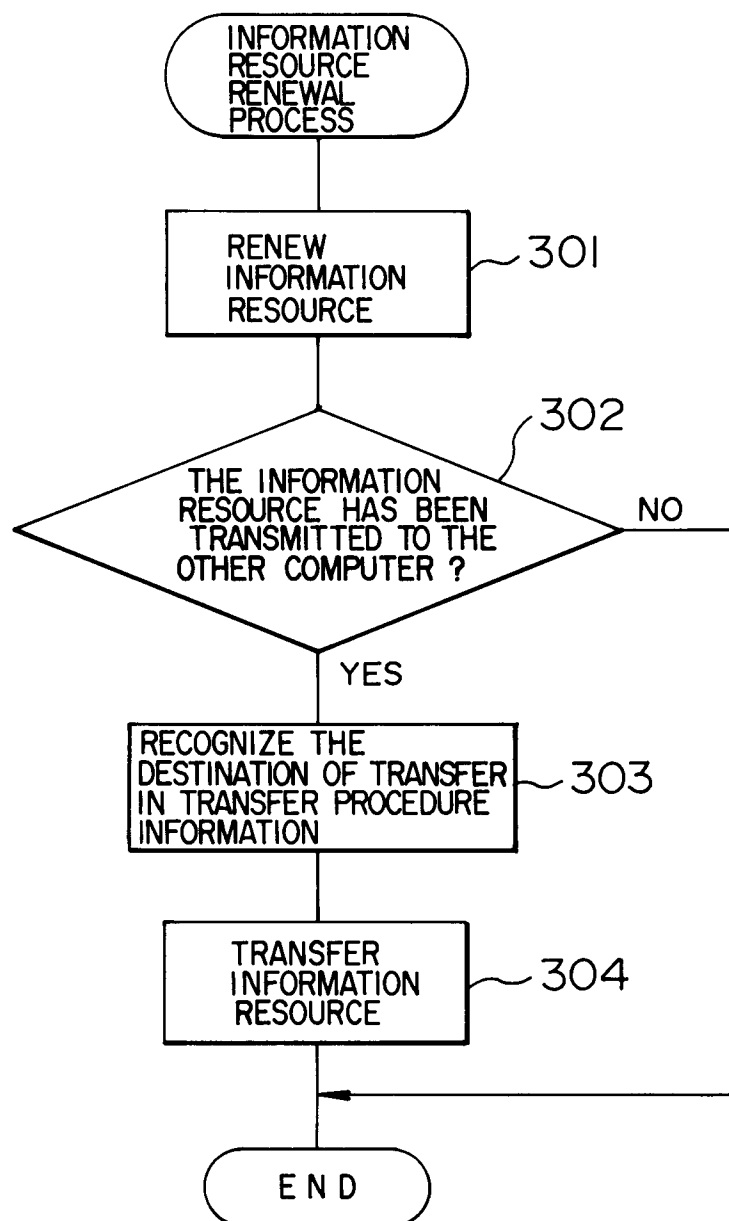 INFORMATION
RESOURCE
RENEWAL
PROCESS
RENEW
INFORMATION
RESOURCE
301
302
THE INFORMATION
RESOURCE HAS BEEN
TRANSMITTED TO THE
OTHER COMPUTER ?
NO
YES
RECOGNIZE THE
DESTINATION OF TRANSFER
IN TRANSFER PROCEDURE
INFORMATION
303
TRANSFER
INFORMATION
RESOURCE
304
END